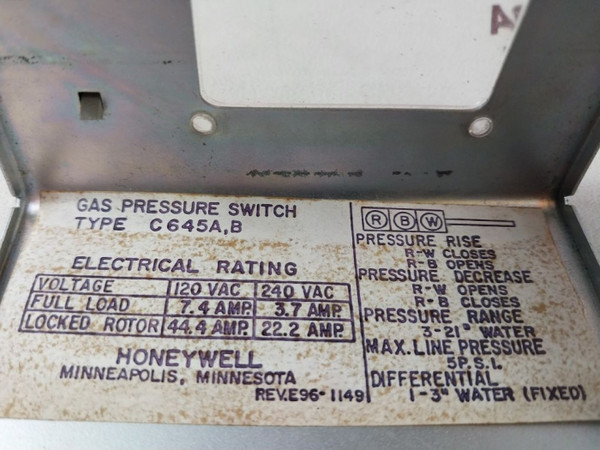 GAS PRESSURE SWITCH
TYPE C645A,B
ELECTRICAL RATING
VOLTAGE 120 VAC 240 VAC
FULL LOAD 7.4 AMP. 3.7 AMP.
LOCKED ROTOR 44.4 AMP. 22.2 AMP.
HONEYWELL
MINNEAPOLIS, MINNESOTA
REV.E96-1149
R B W
PRESSURE RISE
R-W CLOSES
R-B OPENS
PRESSURE DECREASE
R-W OPENS
R-B CLOSES
PRESSURE RANGE
3-21" WATER
MAX. LINE PRESSURE
5 P.S.I.
DIFFERENTIAL
1-3" WATER (FIXED)